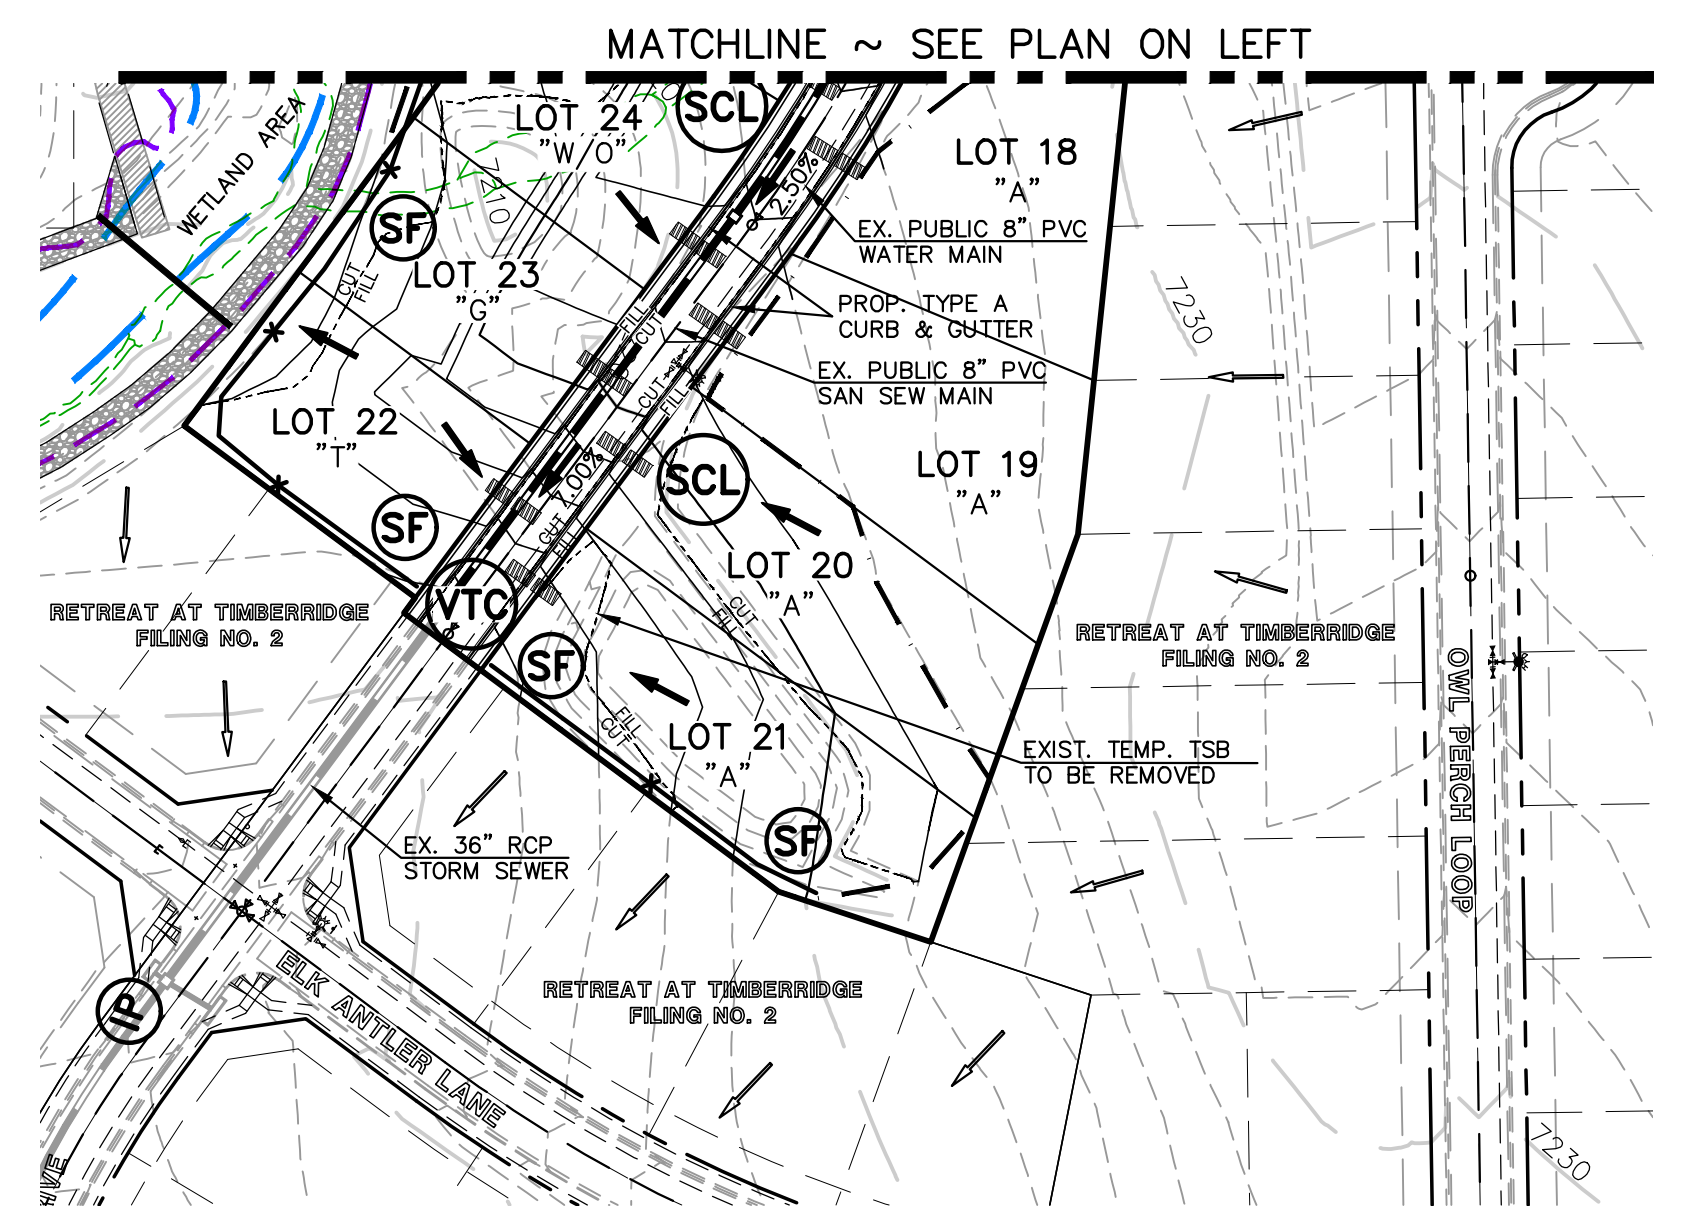 MATCHLINE ~ SEE PLAN ON LEFT
WETLAND AREA
LOT 24
"W/O"
SCL
LOT 18
"A"
2.50%
7210
SF
EX. PUBLIC 8" PVC
WATER MAIN
LOT 23
"G"
CUT
FILL
7230
PROP. TYPE A
CURB & GUTTER
FILL
CUT
EX. PUBLIC 8" PVC
SAN SEW MAIN
CUT
FILL
LOT 22
"T"
LOT 19
"A"
SCL
1.00%
SF
CUT
FILL
LOT 20
"A"
CUT
FILL
VTC
RETREAT AT TIMBERRIDGE
FILING NO. 2
RETREAT AT TIMBERRIDGE
FILING NO. 2
SF
OWL PERCH LOOP
FILL
CUT
LOT 21
"A"
EXIST. TEMP. TSB
TO BE REMOVED
EX. 36" RCP
STORM SEWER
SF
E
ELK ANTLER LANE
RETREAT AT TIMBERRIDGE
FILING NO. 2
IP
7230